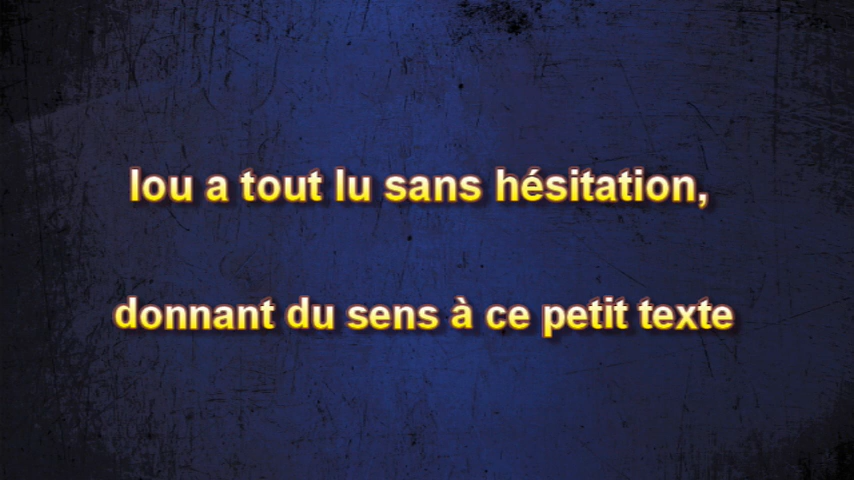 lou a tout lu sans hésitation,
donnant du sens à ce petit texte